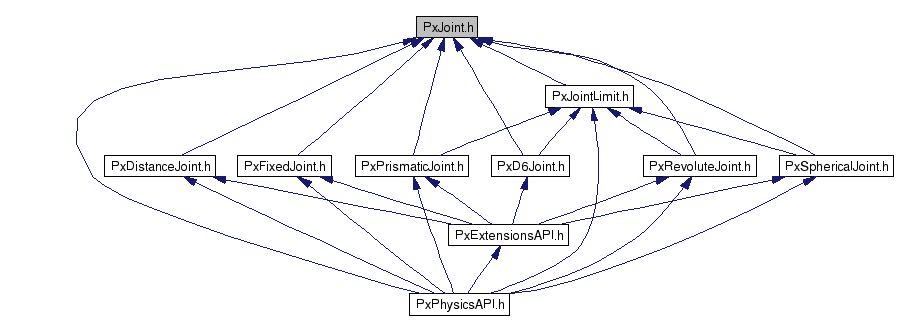 PxJoint.h
PxJointLimit.h
PxDistanceJoint.h
PxFixedJoint.h
PxPrismaticJoint.h
PxD6Joint.h
PxRevoluteJoint.h
PxSphericalJoint.h
PxExtensionsAPI.h
PxPhysicsAPI.h